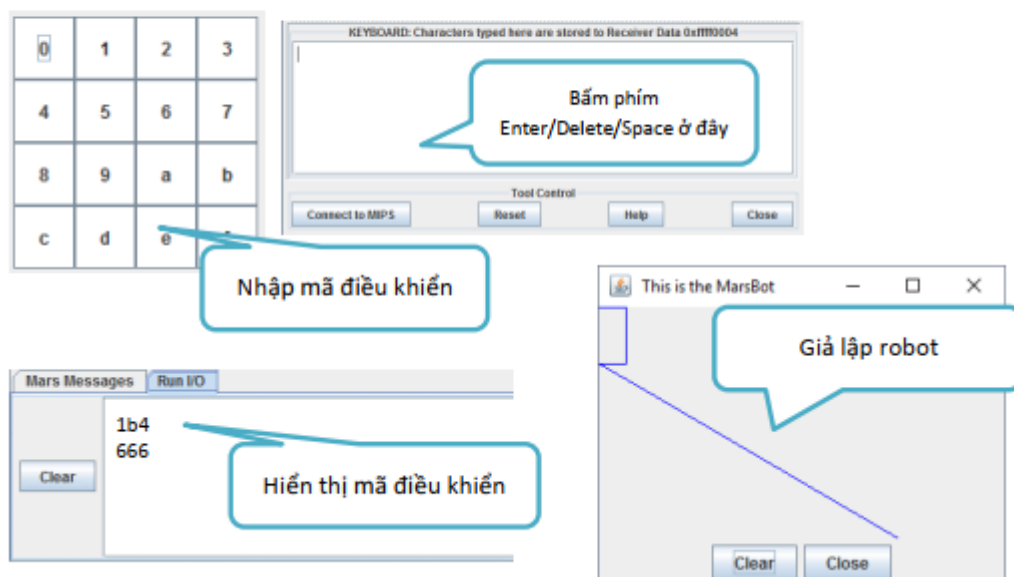 0 1 2 3
4 5 6 7
8 9 a b
c d e
Nhập mã điều khiển
KEYBOARD: Characters typed here are stored to Receiver Data 0xffff0004
Bấm phím
Enter/Delete/Space ở đây
Tool Control
Connect to MIPS Reset Help Close
Mars Messages Run I/O
1b4
666
Clear
Hiển thị mã điều khiển
This is the MarsBot
Giả lập robot
Clear Close